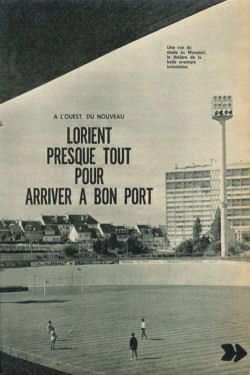 Une vue du
stade du Moustoir,
le théâtre de la
belle aventure
lorientaise.
A L'OUEST, DU NOUVEAU
LORIENT
PRESQUE TOUT
POUR
ARRIVER A BON PORT